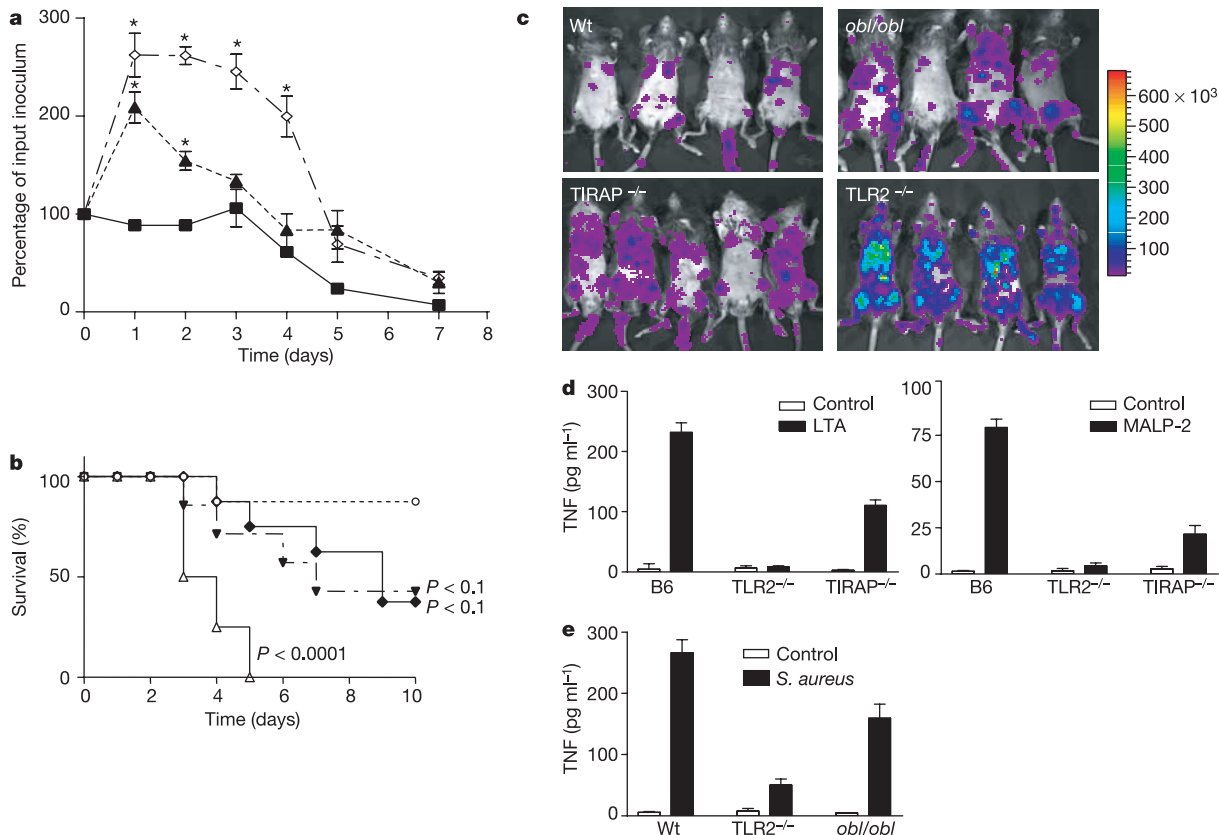 a
300
200
100
0
Percentage of input inoculum
* * * *
* *
0 1 2 3 4 5 6 7 8
Time (days)
b
100
50
0
Survival (%)
P < 0.1
P < 0.1
P < 0.0001
0 2 4 6 8 10
Time (days)
c
Wt
obl/obl
TIRAP −/−
TLR2 −/−
600 × 10³
500
400
300
200
100
d
300
200
100
0
TNF (pg ml⁻¹)
Control
LTA
B6 TLR2−/− TIRAP−/−
100
75
50
25
0
Control
MALP-2
B6 TLR2−/− TIRAP−/−
e
300
200
100
0
TNF (pg ml⁻¹)
Control
S. aureus
Wt TLR2−/− obl/obl